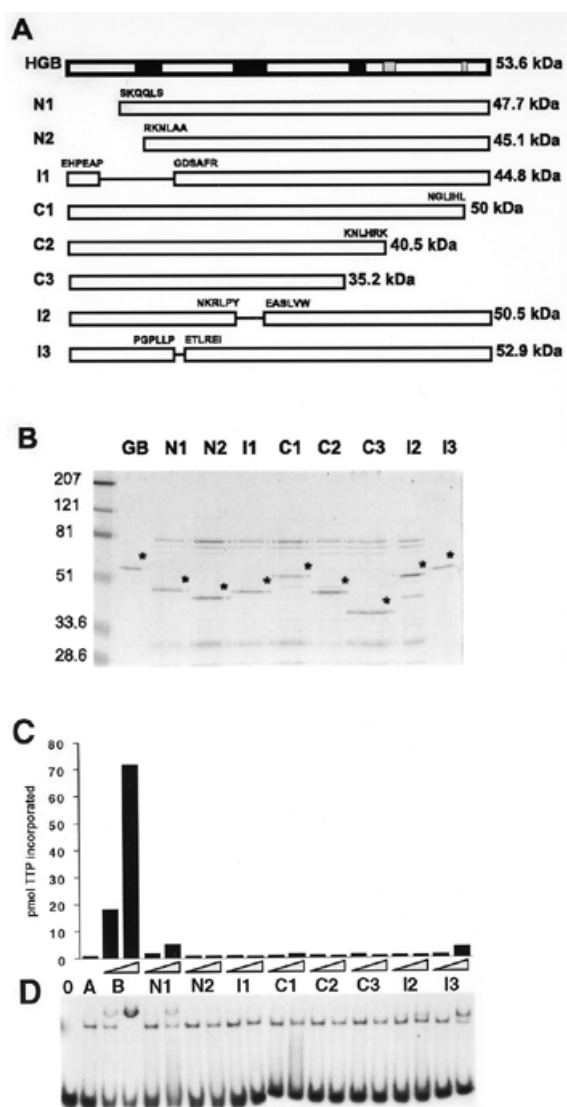 A
HGB 53.6 kDa
SKQQLS
N1 47.7 kDa
RKNLAA
N2 45.1 kDa
EHPEAP GDSAFR
I1 44.8 kDa
NGLIHL
C1 50 kDa
KNLHRK
C2 40.5 kDa
C3 35.2 kDa
NKRLPY EASLVW
I2 50.5 kDa
PGPLLP ETLREI
I3 52.9 kDa
B
GB N1 N2 I1 C1 C2 C3 I2 I3
207
121
81
51
33.6
28.6
* * * * * * * * *
C
pmol TTP incorporated
80
70
60
50
40
30
20
10
0
D
0 A B N1 N2 I1 C1 C2 C3 I2 I3